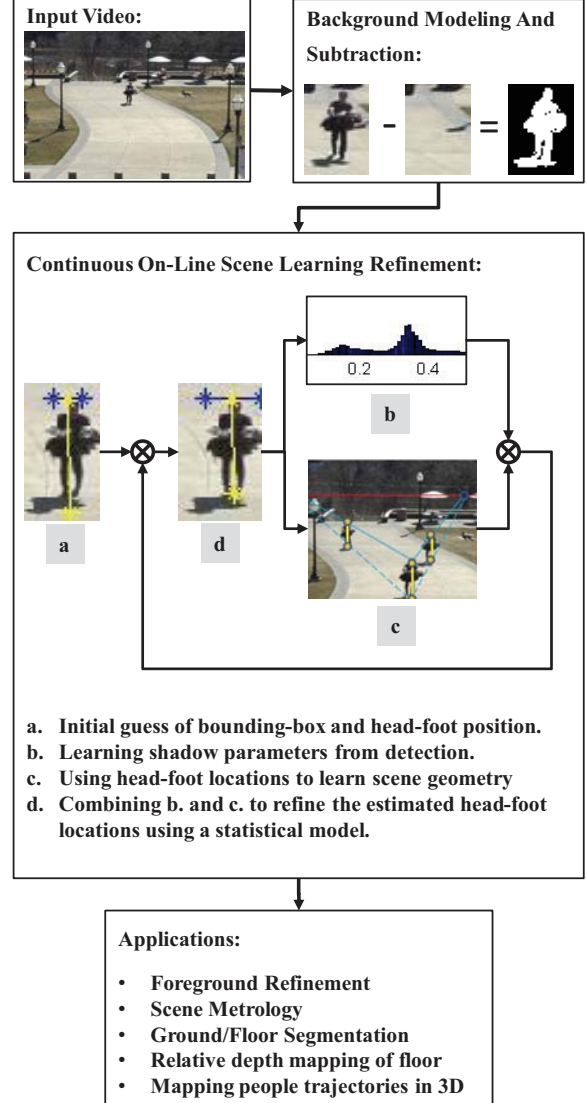 Input Video:
Background Modeling And
Subtraction:
Continuous On-Line Scene Learning Refinement:
0.2 0.4
b
a
d
c
a. Initial guess of bounding-box and head-foot position.
b. Learning shadow parameters from detection.
c. Using head-foot locations to learn scene geometry
d. Combining b. and c. to refine the estimated head-foot
locations using a statistical model.
Applications:
• Foreground Refinement
• Scene Metrology
• Ground/Floor Segmentation
• Relative depth mapping of floor
• Mapping people trajectories in 3D